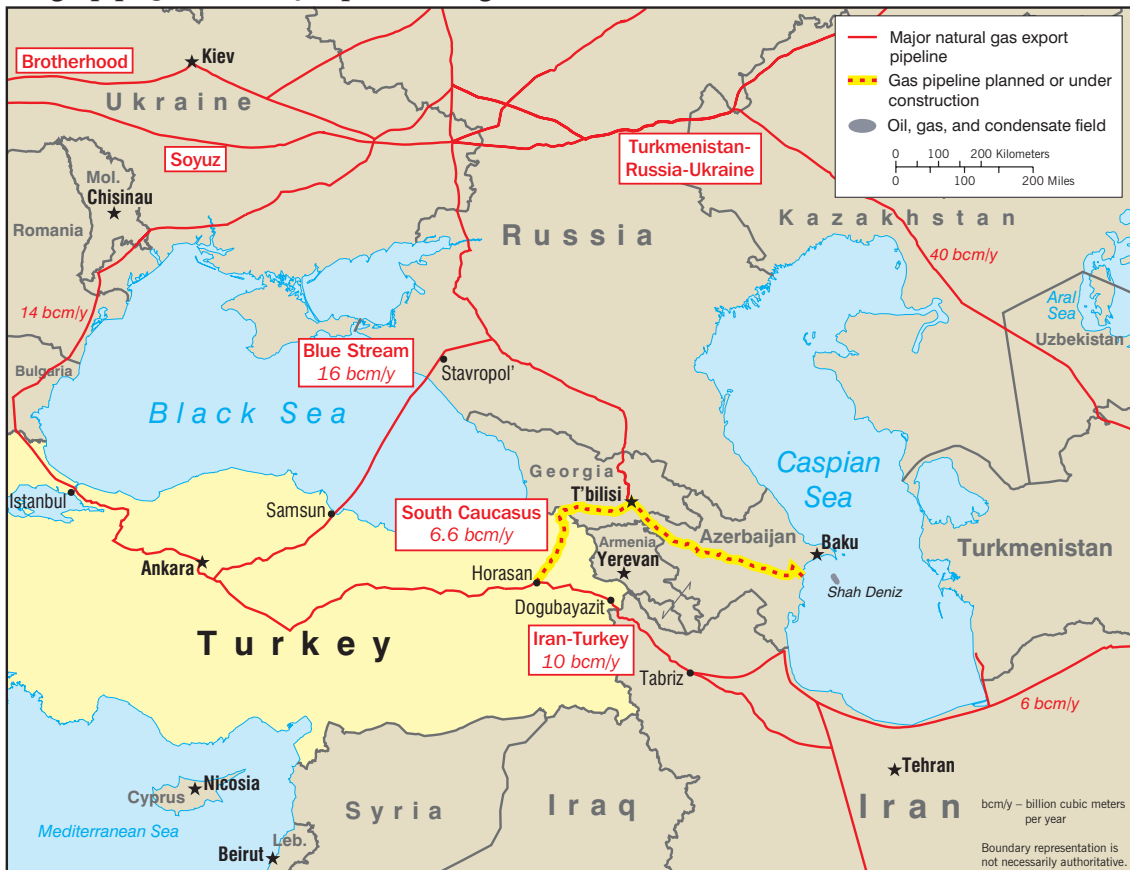 Brotherhood
Kiev
Ukraine
Soyuz
Mol.
Chisinau
Romania
Turkmenistan-
Russia-Ukraine
Russia
Major natural gas export
pipeline
Gas pipeline planned or under
construction
Oil, gas, and condensate field
0 100 200 Kilometers
0 100 200 Miles
Kazakhstan
40 bcm/y
Aral
Sea
Uzbekistan
14 bcm/y
Bulgaria
Blue Stream
16 bcm/y
Stavropol'
Black Sea
Caspian
Sea
Georgia
T'bilisi
Istanbul
Samsun
South Caucasus
6.6 bcm/y
Armenia
Yerevan
Azerbaijan
Baku
Shah Deniz
Turkmenistan
Ankara
Horasan
Dogubayazit
Turkey
Iran-Turkey
10 bcm/y
Tabriz
6 bcm/y
Nicosia
Cyprus
Mediterranean Sea
Leb.
Beirut
Syria
Iraq
Tehran
Iran
bcm/y – billion cubic meters
per year
Boundary representation is
not necessarily authoritative.